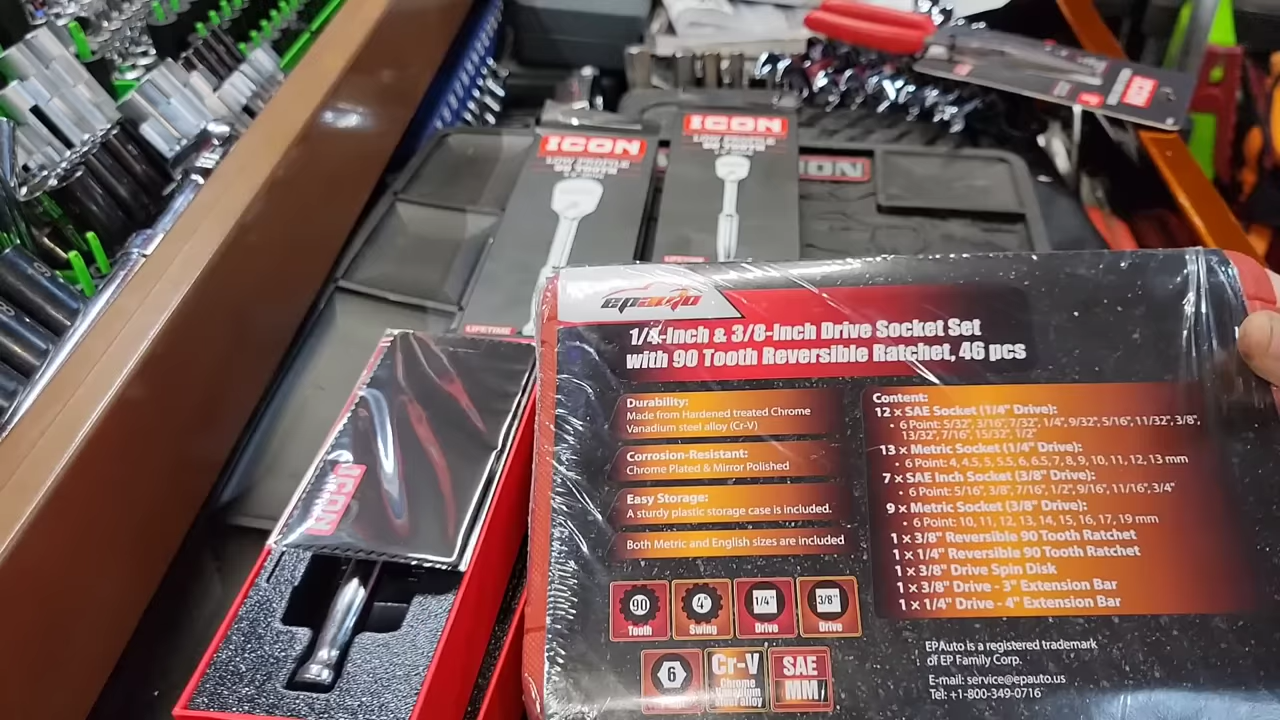 ICON
LOW PROFILE
90 TOOTH
LIFETIME
ICON
LOW PROFILE
90 TOOTH
LIFETIME
ICON
ICON
ICON
epauto
1/4-Inch & 3/8-Inch Drive Socket Set
with 90 Tooth Reversible Ratchet, 46 pcs
Durability:
Made from Hardened treated Chrome
Vanadium steel alloy (Cr-V)
Corrosion-Resistant:
Chrome Plated & Mirror Polished
Easy Storage:
A sturdy plastic storage case is included.
Both Metric and English sizes are included
90
Tooth
4°
Swing
1/4"
Drive
3/8"
Drive
6
Cr-V
Chrome
Vanadium
Steel alloy
SAE
MM
Content:
12 × SAE Socket (1/4" Drive):
• 6 Point: 5/32", 3/16", 7/32", 1/4", 9/32", 5/16", 11/32", 3/8",
13/32", 7/16", 15/32", 1/2"
13 × Metric Socket (1/4" Drive):
• 6 Point: 4, 4.5, 5, 5.5, 6, 6.5, 7, 8, 9, 10, 11, 12, 13 mm
7 × SAE Inch Socket (3/8" Drive):
• 6 Point: 5/16", 3/8", 7/16", 1/2", 9/16", 11/16", 3/4"
9 × Metric Socket (3/8" Drive):
• 6 Point: 10, 11, 12, 13, 14, 15, 16, 17, 19 mm
1 × 3/8" Reversible 90 Tooth Ratchet
1 × 1/4" Reversible 90 Tooth Ratchet
1 × 3/8" Drive Spin Disk
1 × 3/8" Drive - 3" Extension Bar
1 × 1/4" Drive - 4" Extension Bar
EPAuto is a registered trademark
of EP Family Corp.
E-mail: service@epauto.us
Tel: +1-800-349-0716